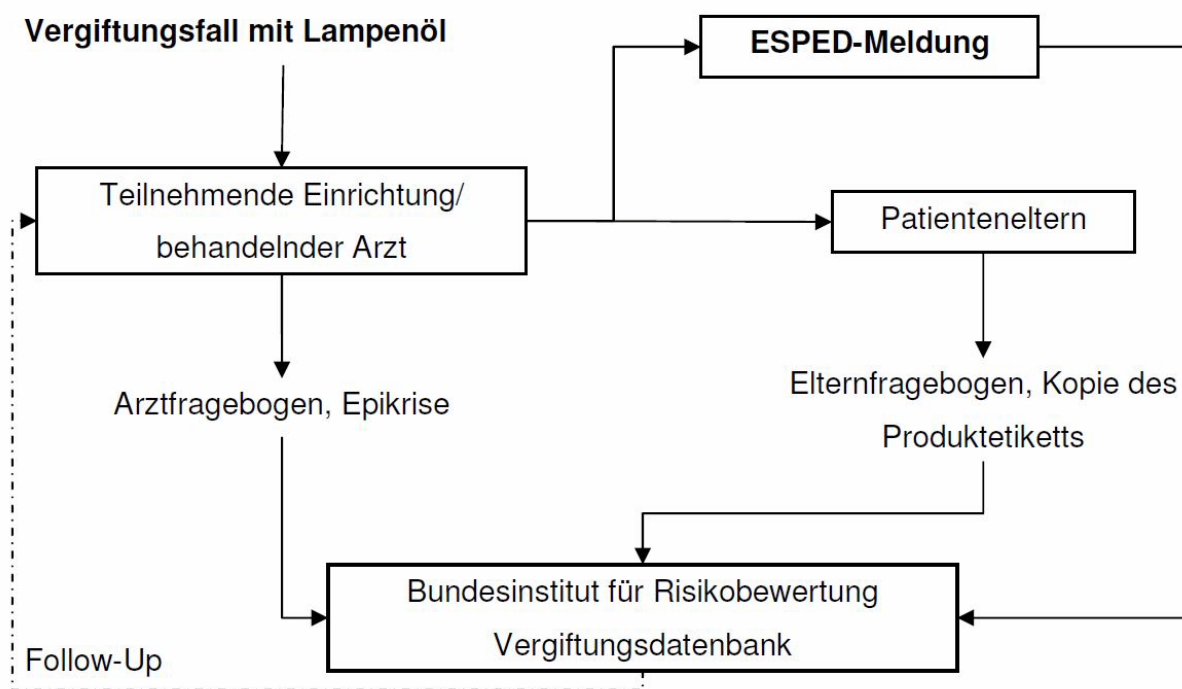 Vergiftungsfall mit Lampenöl
ESPED-Meldung
Teilnehmende Einrichtung/
behandelnder Arzt
Patienteneltern
Arztfragebogen, Epikrise
Elternfragebogen, Kopie des
Produktetiketts
Bundesinstitut für Risikobewertung
Vergiftungsdatenbank
Follow-Up